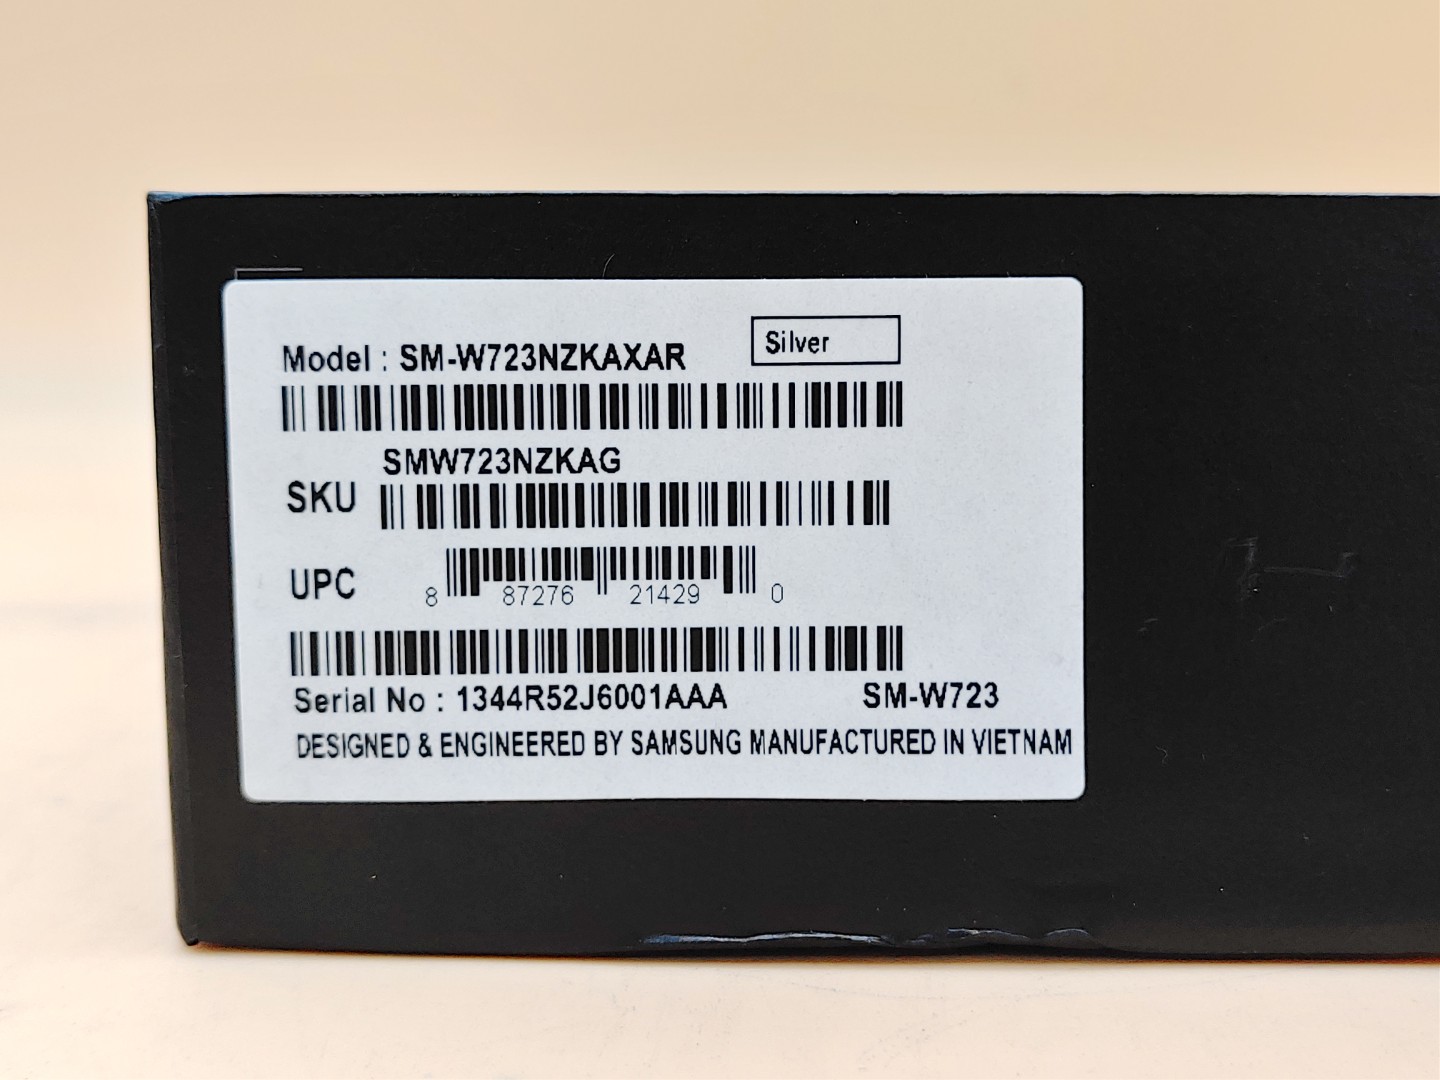 Silver
Model : SM-W723NZKAXAR
SMW723NZKAG
SKU
UPC 8 87276 21429 0
Serial No : 1344R52J6001AAA SM-W723
DESIGNED & ENGINEERED BY SAMSUNG MANUFACTURED IN VIETNAM